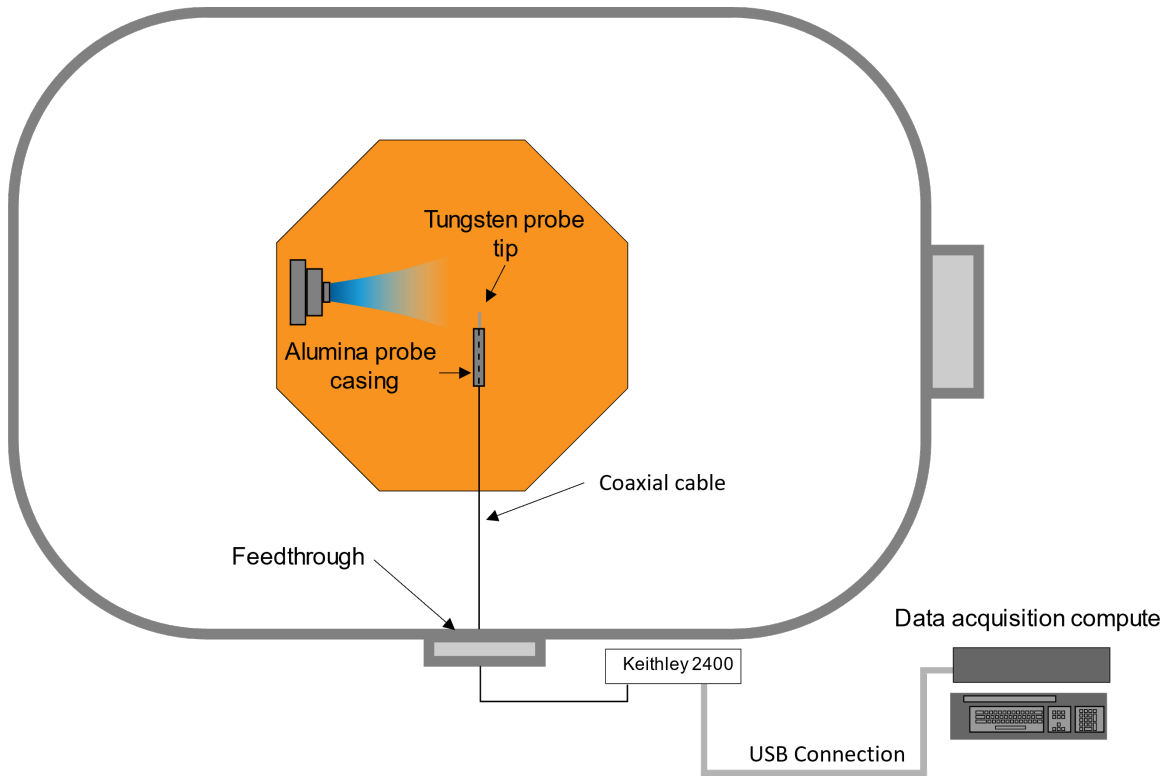 Tungsten probe
tip
Alumina probe
casing
Coaxial cable
Feedthrough
Data acquisition compute
Keithley 2400
USB Connection